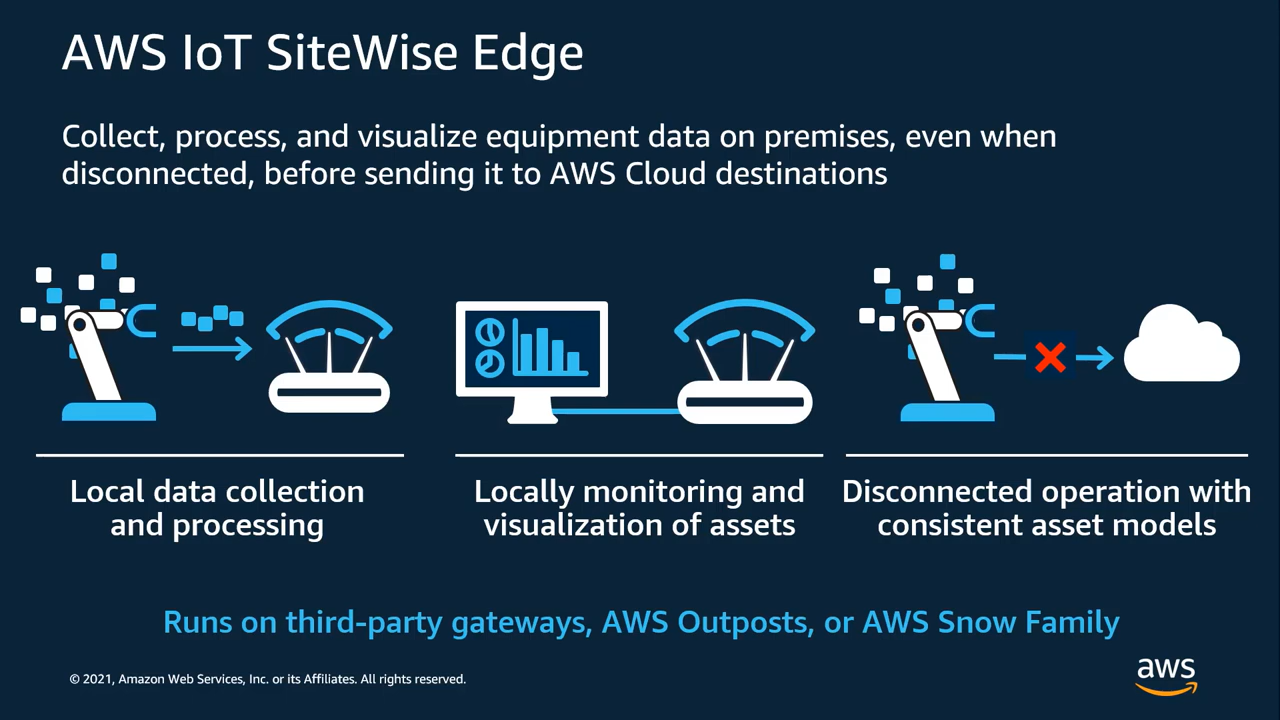 AWS IoT SiteWise Edge
Collect, process, and visualize equipment data on premises, even when
disconnected, before sending it to AWS Cloud destinations
Local data collection
and processing
Locally monitoring and
visualization of assets
Disconnected operation with
consistent asset models
Runs on third-party gateways, AWS Outposts, or AWS Snow Family
© 2021, Amazon Web Services, Inc. or its Affiliates. All rights reserved.
aws